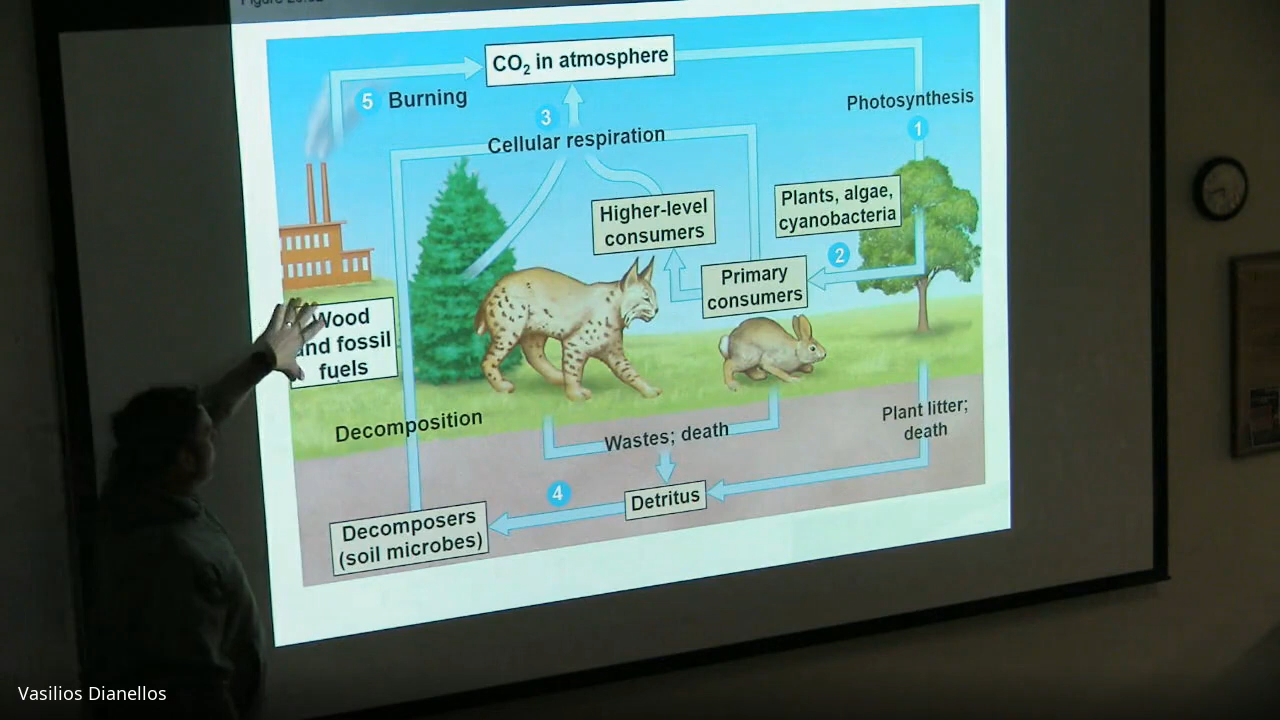 CO2 in atmosphere
5 Burning
3
Cellular respiration
Photosynthesis
1
Higher-level
consumers
Plants, algae,
cyanobacteria
2
Primary
consumers
Wood
and fossil
fuels
Decomposition
Wastes; death
Plant litter;
death
4
Detritus
Decomposers
(soil microbes)
Vasilios Dianellos